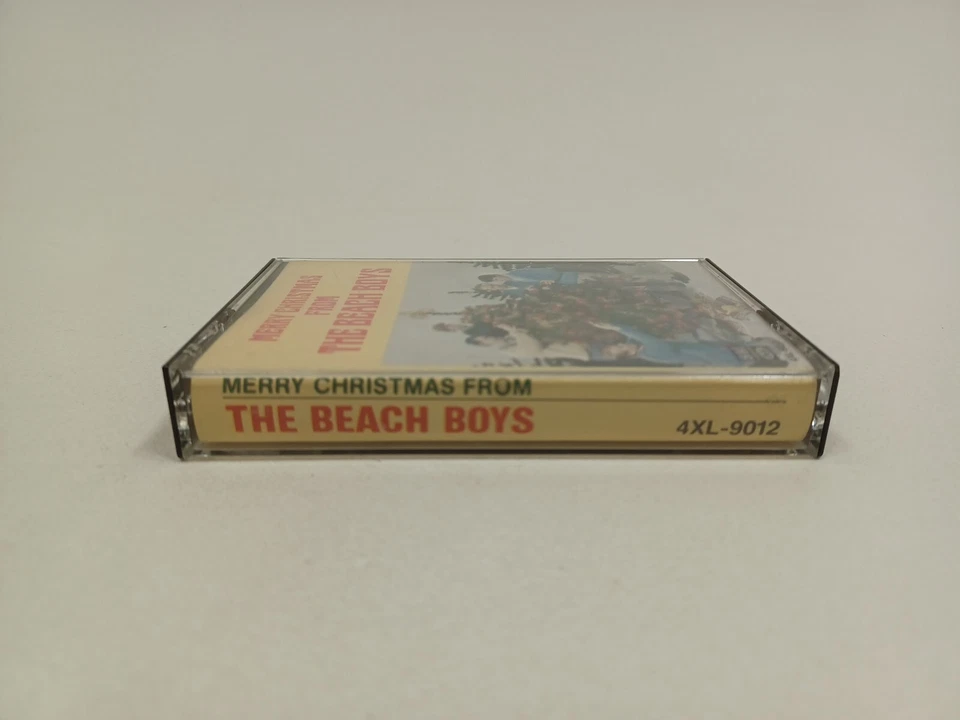 MERRY CHRISTMAS
FROM
THE BEACH BOYS
MERRY CHRISTMAS FROM
THE BEACH BOYS
4XL-9012